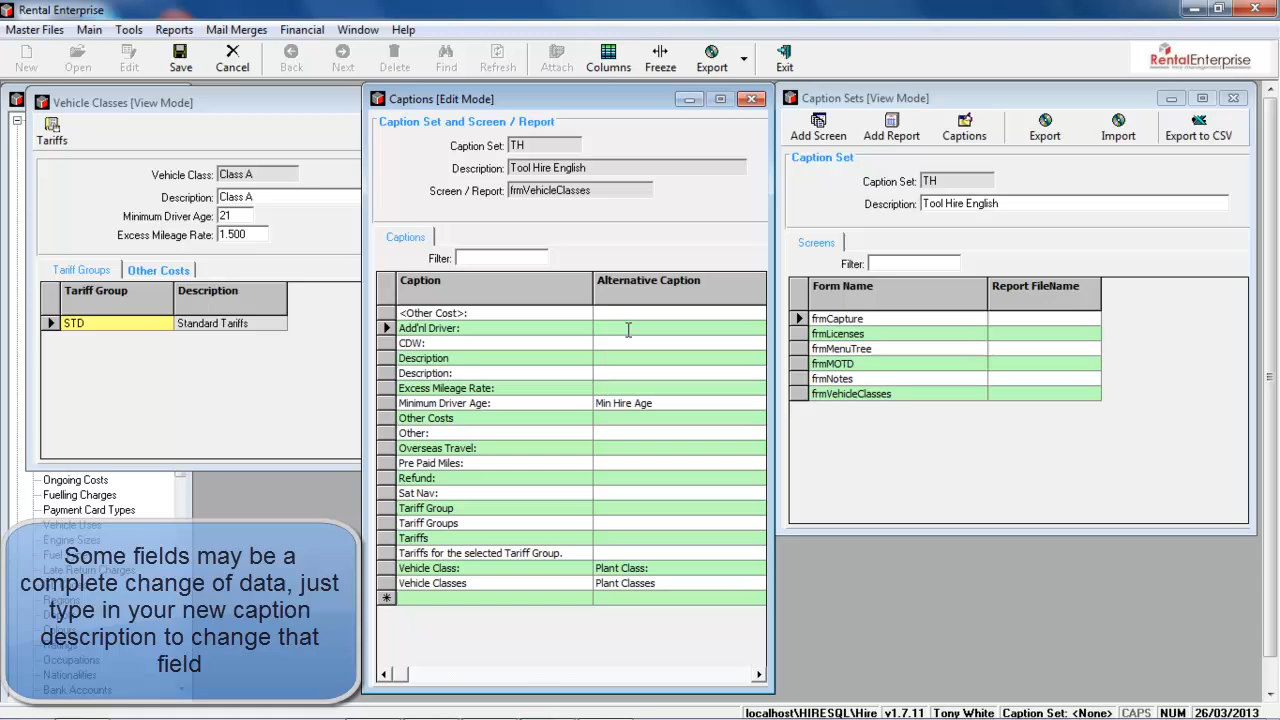 Rental Enterprise
Master Files Main Tools Reports Mail Merges Financial Window Help
New Open Edit Save Cancel Back Next Delete Find Refresh Attach Columns Freeze Export Exit
RentalEnterprise
Vehicle Classes [View Mode]
Tariffs
Vehicle Class: Class A
Description: Class A
Minimum Driver Age: 21
Excess Mileage Rate: 1.500
Tariff Groups Other Costs
Tariff Group Description
STD Standard Tariffs
Ongoing Costs
Fuelling Charges
Payment Card Types
Vehicle Uses
Engine Sizes
Late Return Charges
Occupations
Nationalities
Bank Accounts
Some fields may be a
complete change of data, just
type in your new caption
description to change that
field
Captions [Edit Mode]
Caption Set and Screen / Report
Caption Set: TH
Description: Tool Hire English
Screen / Report: frmVehicleClasses
Captions
Filter:
Caption Alternative Caption
<Other Cost>:
Add'nl Driver:
CDW:
Description
Description:
Excess Mileage Rate:
Minimum Driver Age: Min Hire Age
Other Costs
Other:
Overseas Travel:
Pre Paid Miles:
Refund:
Sat Nav:
Tariff Group
Tariff Groups
Tariffs
Tariffs for the selected Tariff Group.
Vehicle Class: Plant Class:
Vehicle Classes Plant Classes
Caption Sets [View Mode]
Add Screen Add Report Captions Export Import Export to CSV
Caption Set
Caption Set: TH
Description: Tool Hire English
Screens
Filter:
Form Name Report FileName
frmCapture
frmLicenses
frmMenuTree
frmMOTD
frmNotes
frmVehicleClasses
localhost\HIRESQL\Hire v1.7.11 Tony White Caption Set: <None> CAPS NUM 26/03/2013